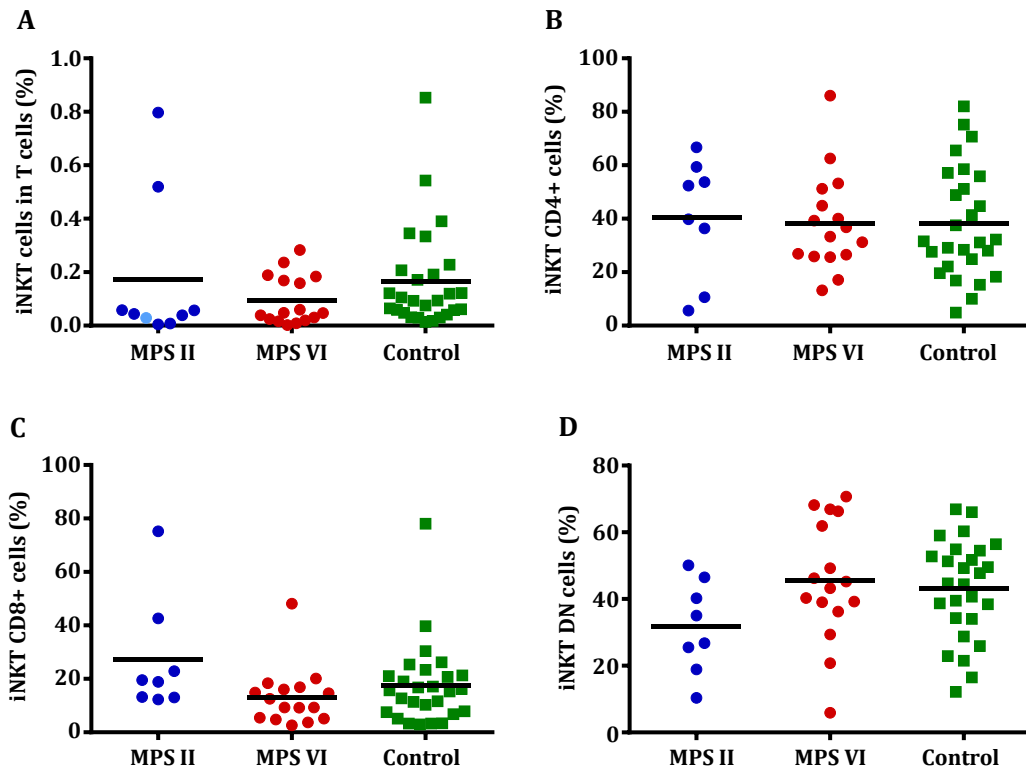 A
iNKT cells in T cells (%)
1.0
0.8
0.6
0.4
0.2
0.0
MPS II MPS VI Control
B
iNKT CD4+ cells (%)
100
80
60
40
20
0
MPS II MPS VI Control
C
iNKT CD8+ cells (%)
100
80
60
40
20
0
MPS II MPS VI Control
D
iNKT DN cells (%)
80
60
40
20
0
MPS II MPS VI Control